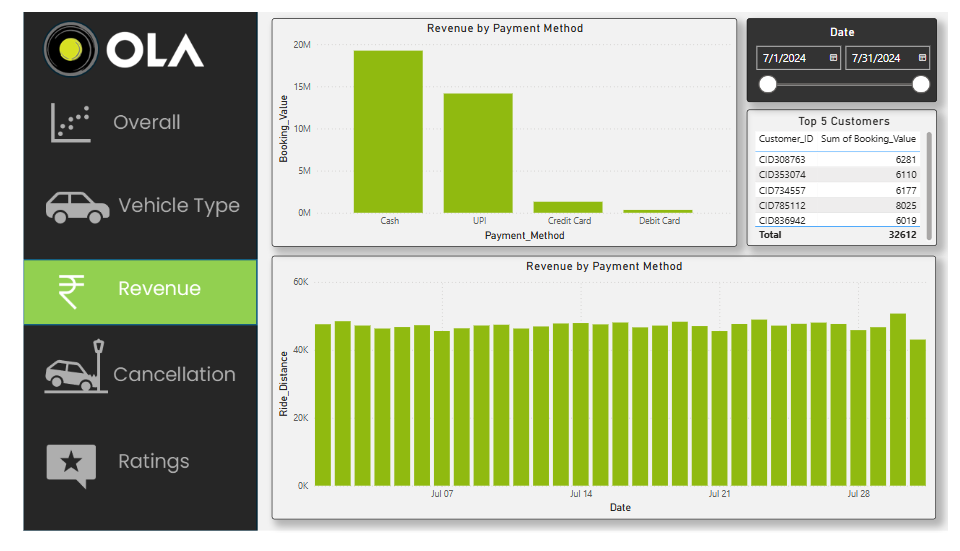 OLA
Overall
Vehicle Type
Revenue
Cancellation
Ratings
Revenue by Payment Method
20M
15M
10M
5M
0M
Booking_Value
Cash UPI Credit Card Debit Card
Payment_Method
Date
7/1/2024 7/31/2024
Top 5 Customers
Customer_ID Sum of Booking_Value
CID308763 6281
CID353074 6110
CID734557 6177
CID785112 8025
CID836942 6019
Total 32612
Revenue by Payment Method
60K
40K
20K
0K
Ride_Distance
Jul 07 Jul 14 Jul 21 Jul 28
Date